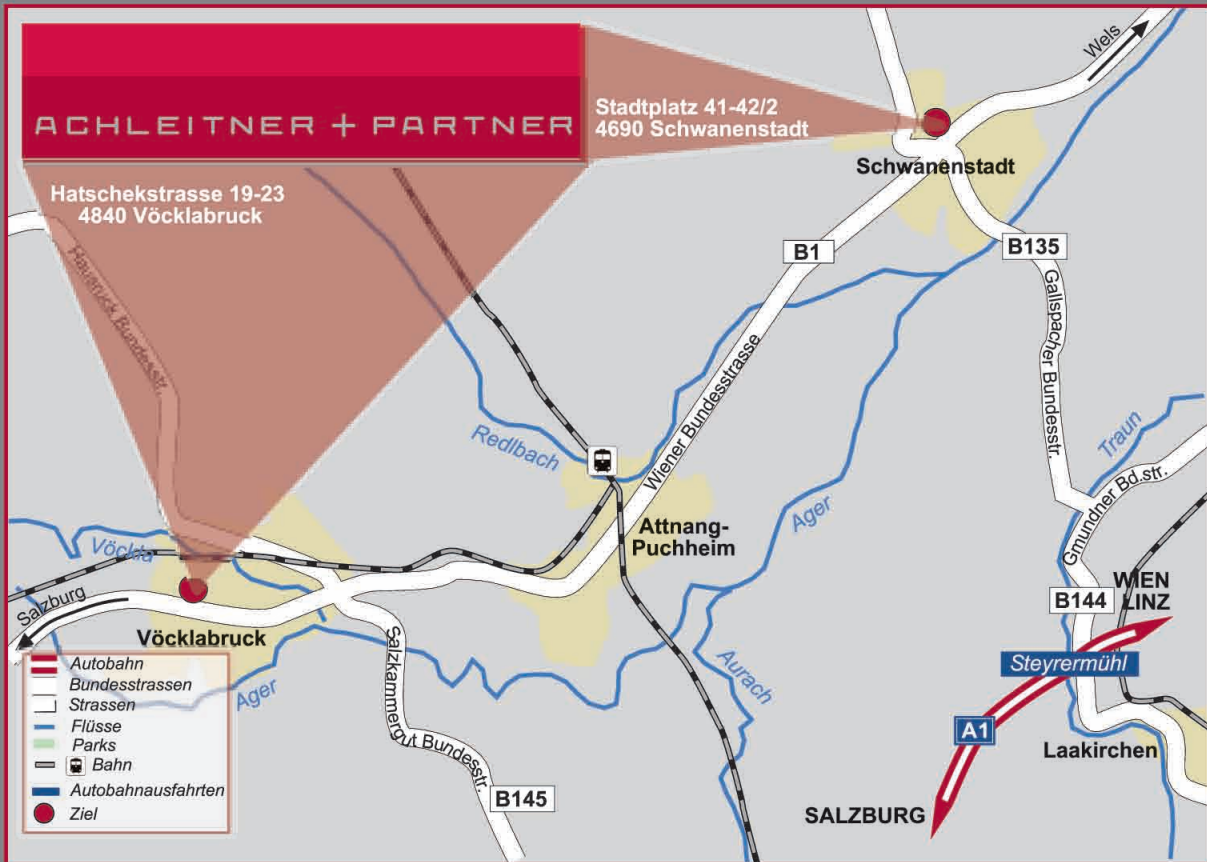 ACHLEITNER + PARTNER
Stadtplatz 41-42/2
4690 Schwanenstadt
Hatschekstrasse 19-23
4840 Vöcklabruck
Wels
Schwanenstadt
B1
B135
Hausruck Bundesstr.
Gallspacher Bundesstr.
Wiener Bundesstrasse
Redlbach
Traun
Gmundner Bd.str.
Ager
Attnang-
Puchheim
Vöckla
Salzburg
Vöcklabruck
WIEN
LINZ
B144
Steyrermühl
Salzkammergut Bundesstr.
Aurach
Ager
A1
Laakirchen
B145
SALZBURG
Autobahn
Bundesstrassen
Strassen
Flüsse
Parks
Bahn
Autobahnausfahrten
Ziel